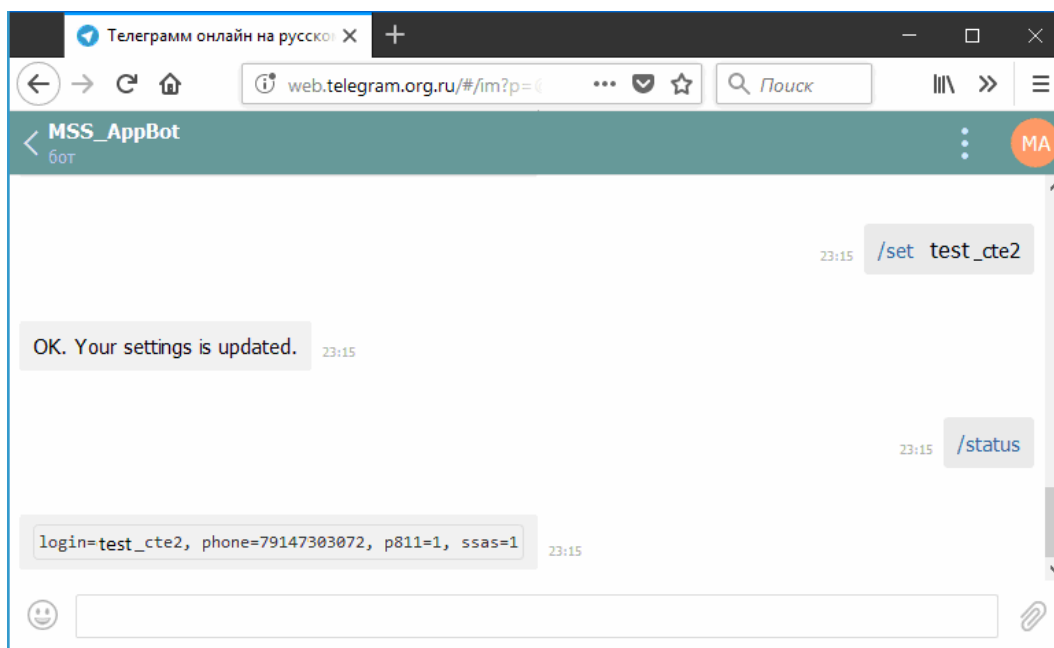 Телеграмм онлайн на русско
web.telegram.org.ru/#/im?p=@
Поиск
MSS_AppBot
бот
MA
23:15 /set test_cte2
OK. Your settings is updated. 23:15
23:15 /status
login=test_cte2, phone=79147303072, p811=1, ssas=1 23:15